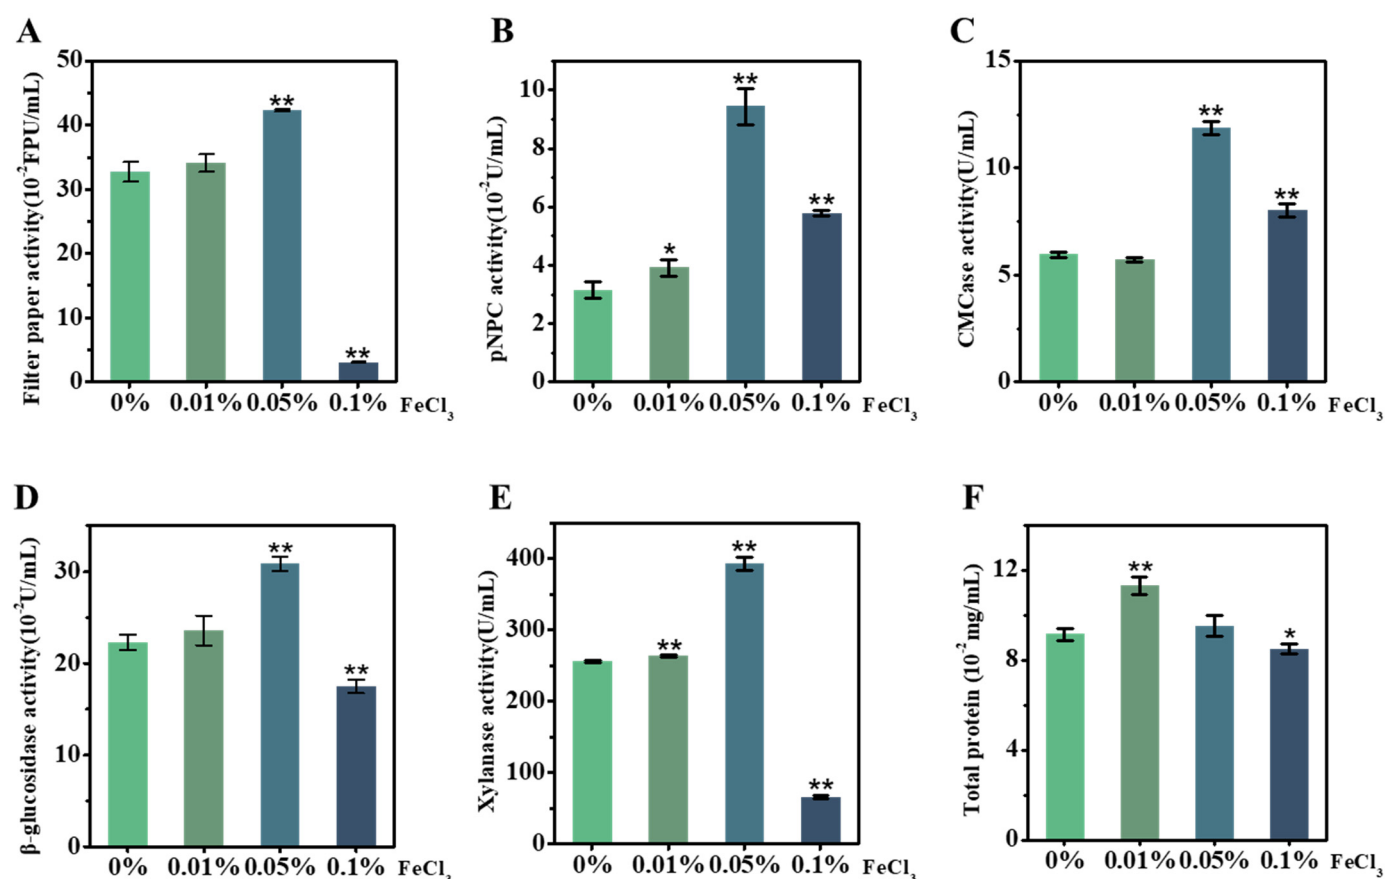 A
Filter paper activity(10⁻²FPU/mL)
50
40
30
20
10
0
**
**
0% 0.01% 0.05% 0.1% FeCl₃
B
pNPC activity(10⁻²U/mL)
10
8
6
4
2
0
*
**
**
0% 0.01% 0.05% 0.1% FeCl₃
C
CMCase activity(U/mL)
15
10
5
0
**
**
0% 0.01% 0.05% 0.1% FeCl₃
D
β-glucosidase activity(10⁻²U/mL)
30
20
10
0
**
**
0% 0.01% 0.05% 0.1% FeCl₃
E
Xylanase activity(U/mL)
400
300
200
100
0
**
**
**
0% 0.01% 0.05% 0.1% FeCl₃
F
Total protein (10⁻²mg/mL)
12
8
4
0
**
*
0% 0.01% 0.05% 0.1% FeCl₃